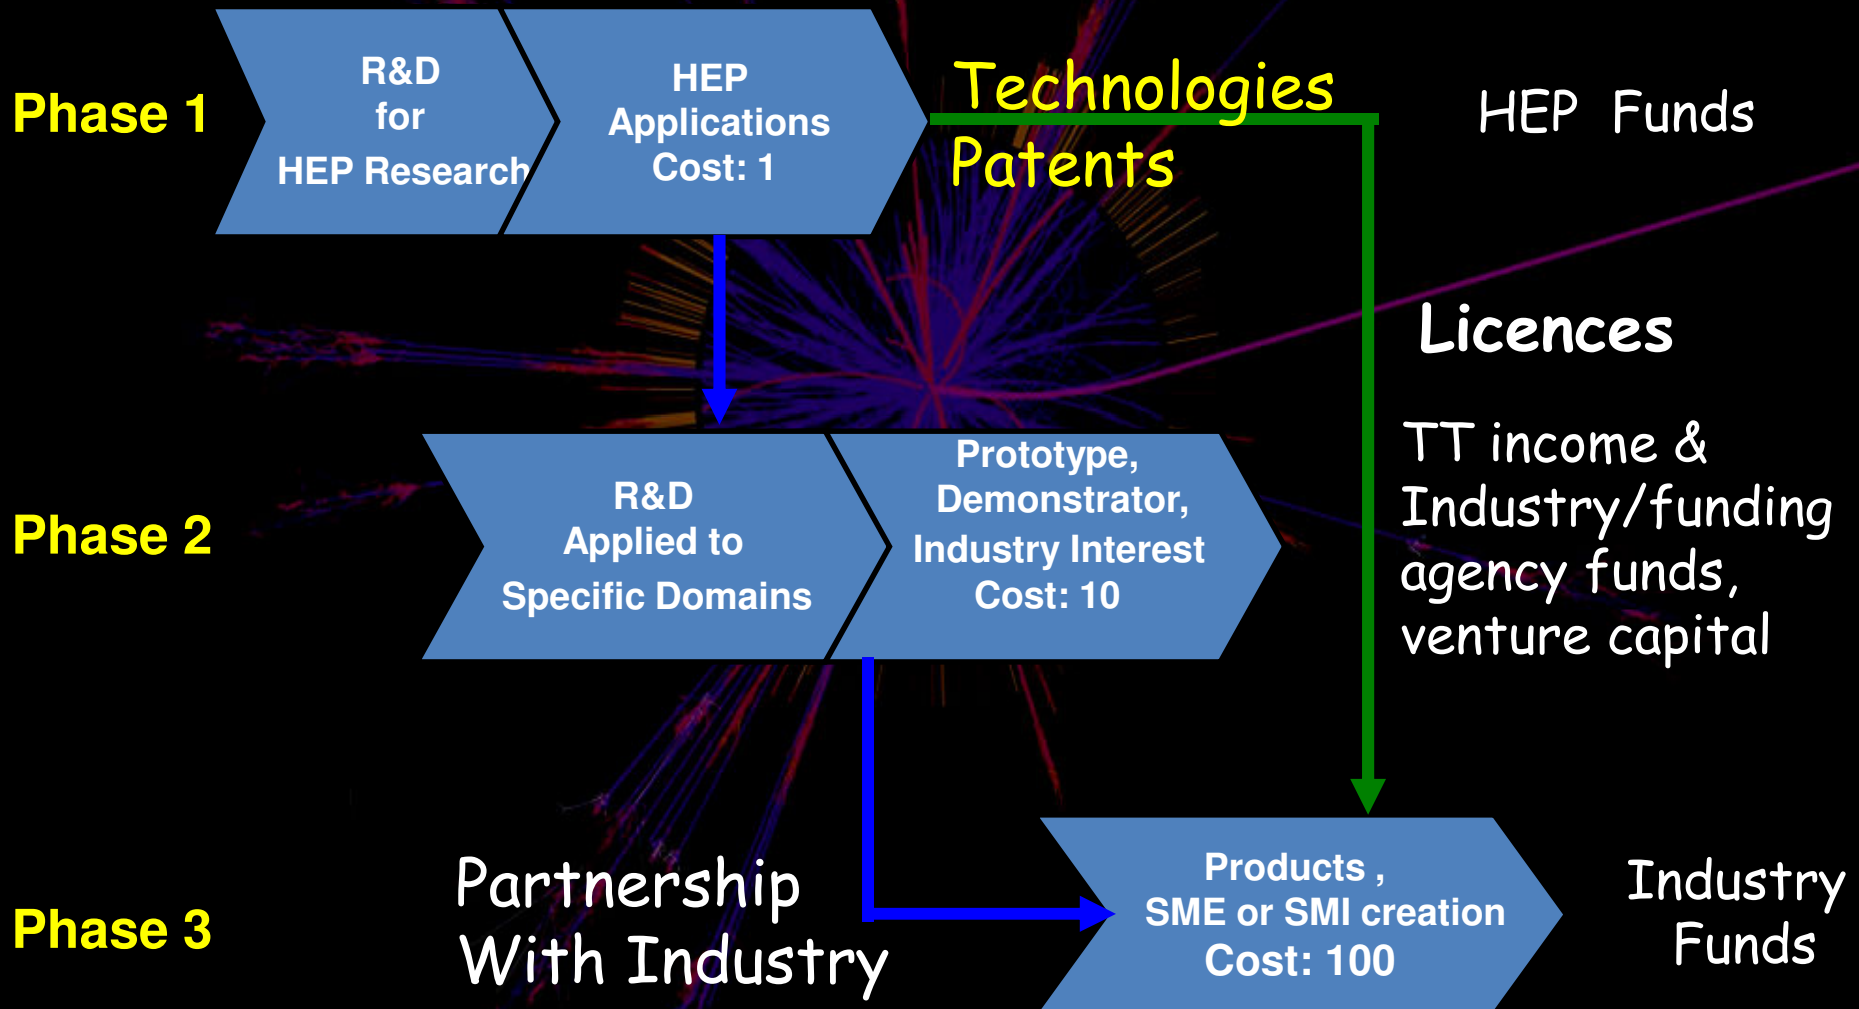 Phase 1
R&D
for
HEP Research
HEP
Applications
Cost: 1
Technologies
Patents
HEP Funds
Licences
Phase 2
R&D
Applied to
Specific Domains
Prototype,
Demonstrator,
Industry Interest
Cost: 10
TT income &
Industry/funding
agency funds,
venture capital
Phase 3
Partnership
With Industry
Products ,
SME or SMI creation
Cost: 100
Industry
Funds